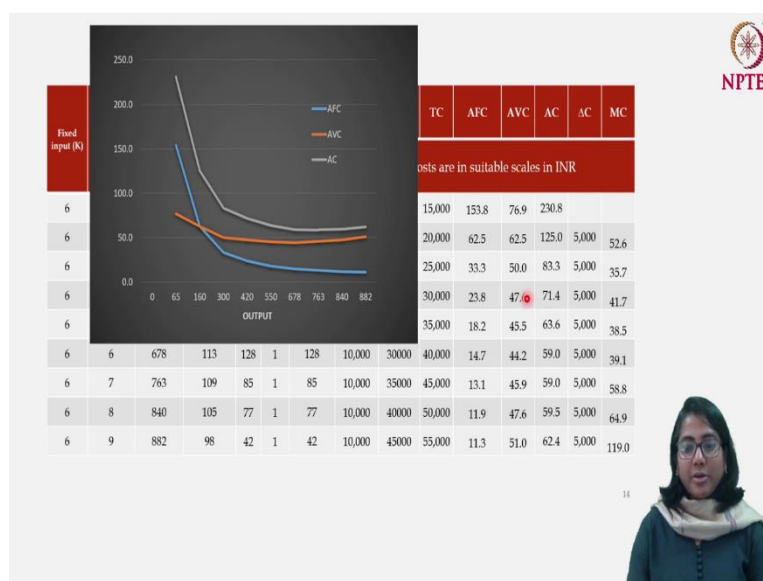 NPTE
250.0
200.0
150.0
100.0
50.0
0.0
0 65 160 300 420 550 678 763 840 882
OUTPUT
AFC
AVC
AC
Fixed input (K) TC AFC AVC AC ΔC MC
osts are in suitable scales in INR
6 15,000 153.8 76.9 230.8
6 20,000 62.5 62.5 125.0 5,000 52.6
6 25,000 33.3 50.0 83.3 5,000 35.7
6 30,000 23.8 47. 71.4 5,000 41.7
6 35,000 18.2 45.5 63.6 5,000 38.5
6 6 678 113 128 1 128 10,000 30000 40,000 14.7 44.2 59.0 5,000 39.1
6 7 763 109 85 1 85 10,000 35000 45,000 13.1 45.9 59.0 5,000 58.8
6 8 840 105 77 1 77 10,000 40000 50,000 11.9 47.6 59.5 5,000 64.9
6 9 882 98 42 1 42 10,000 45000 55,000 11.3 51.0 62.4 5,000 119.0
14